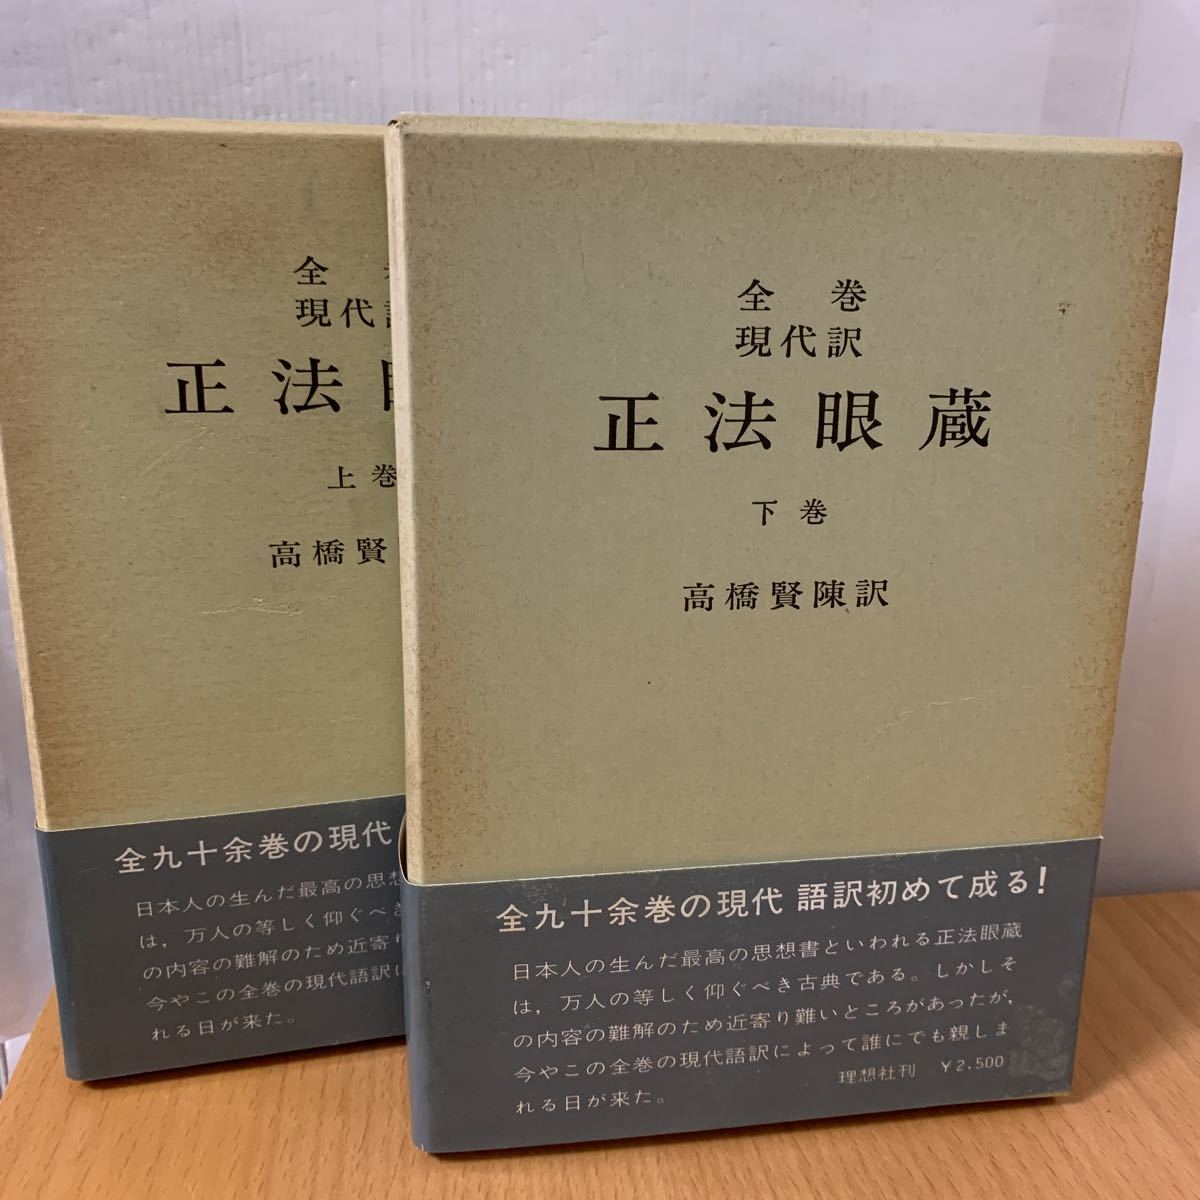 全
現代
正法
上巻
高橋賢
全九十余巻の現代
日本人の生んだ最高の思想
は，万人の等しく仰ぐべき
の内容の難解のため近寄り
今やこの全巻の現代語訳に
れる日が来た。
全巻
現代訳
正法眼蔵
下巻
高橋賢陳訳
全九十余巻の現代 語訳初めて成る！
日本人の生んだ最高の思想書といわれる正法眼蔵
は，万人の等しく仰ぐべき古典である。しかしそ
の内容の難解のため近寄り難いところがあったが，
今やこの全巻の現代語訳によって誰にでも親しま
れる日が来た。
理想社刊 ¥2,500